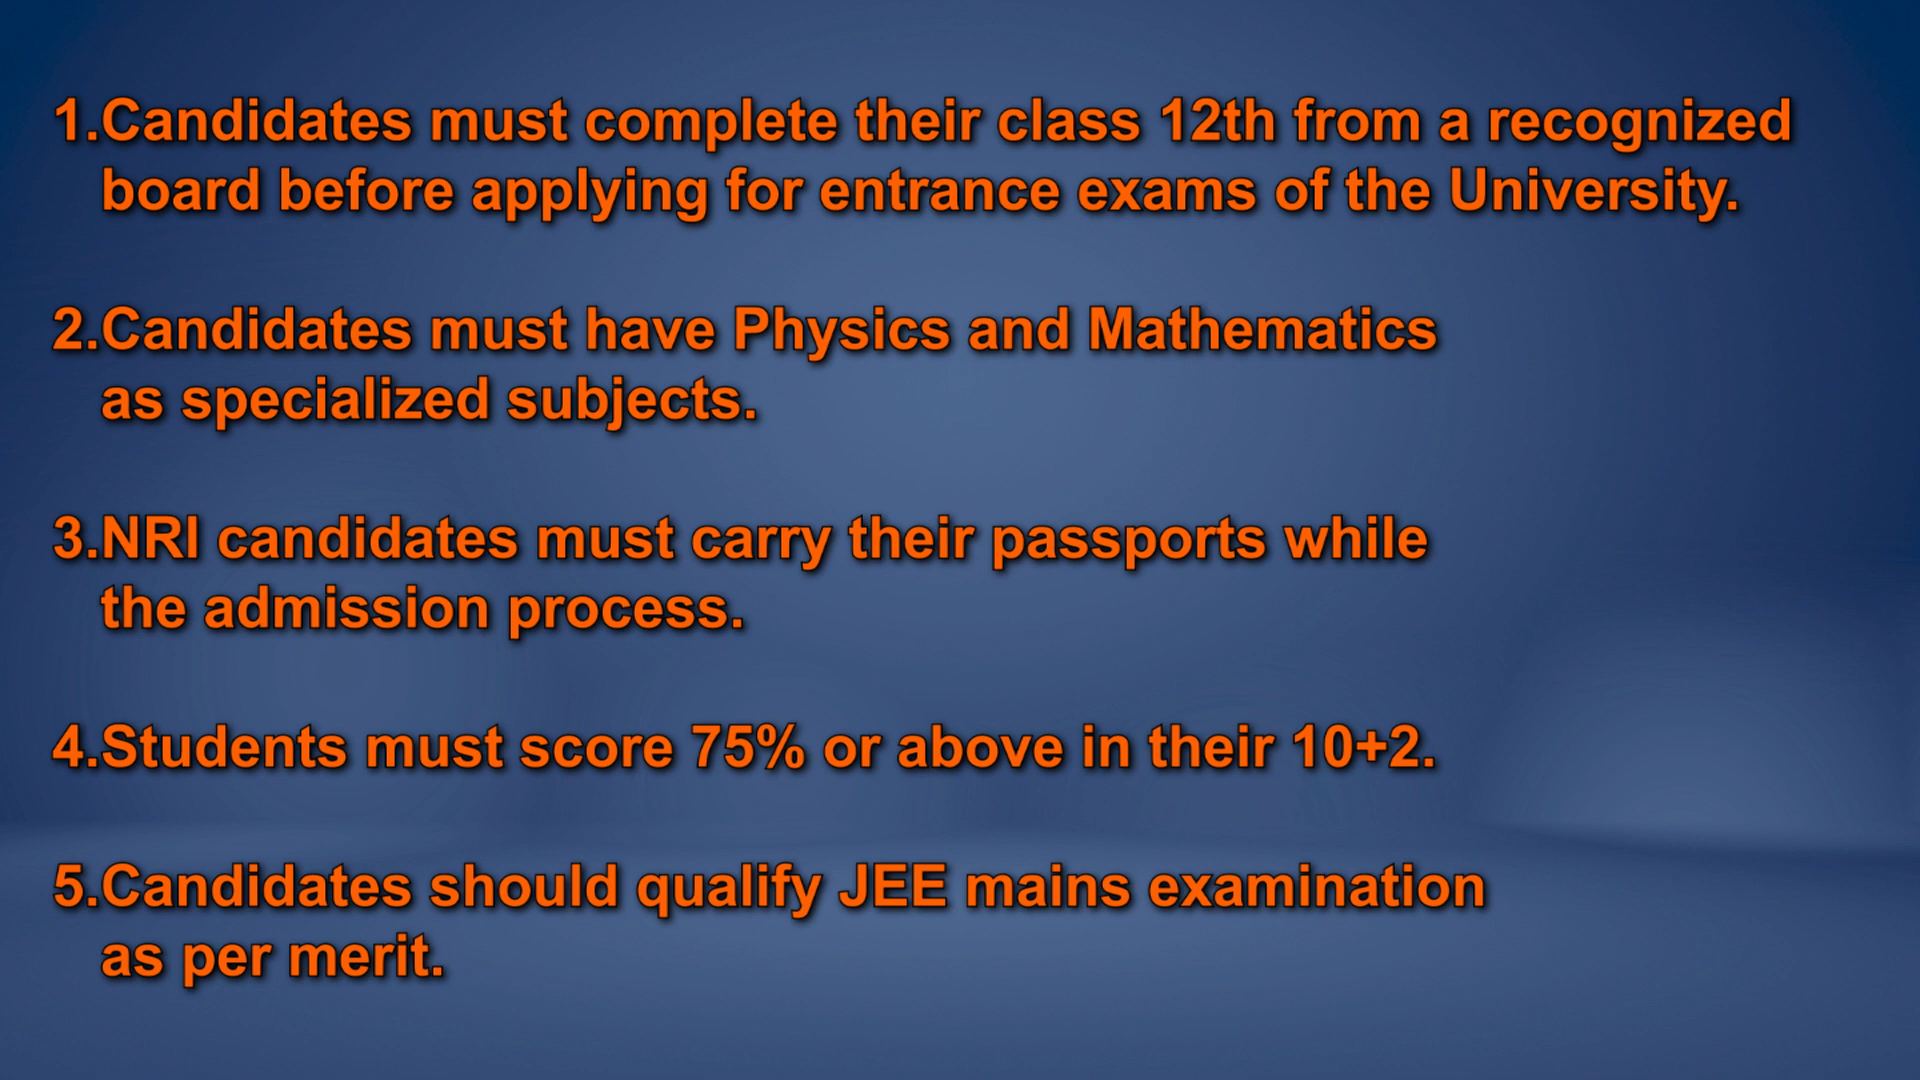 1.Candidates must complete their class 12th from a recognized
board before applying for entrance exams of the University.
2.Candidates must have Physics and Mathematics
as specialized subjects.
3.NRI candidates must carry their passports while
the admission process.
4.Students must score 75% or above in their 10+2.
5.Candidates should qualify JEE mains examination
as per merit.